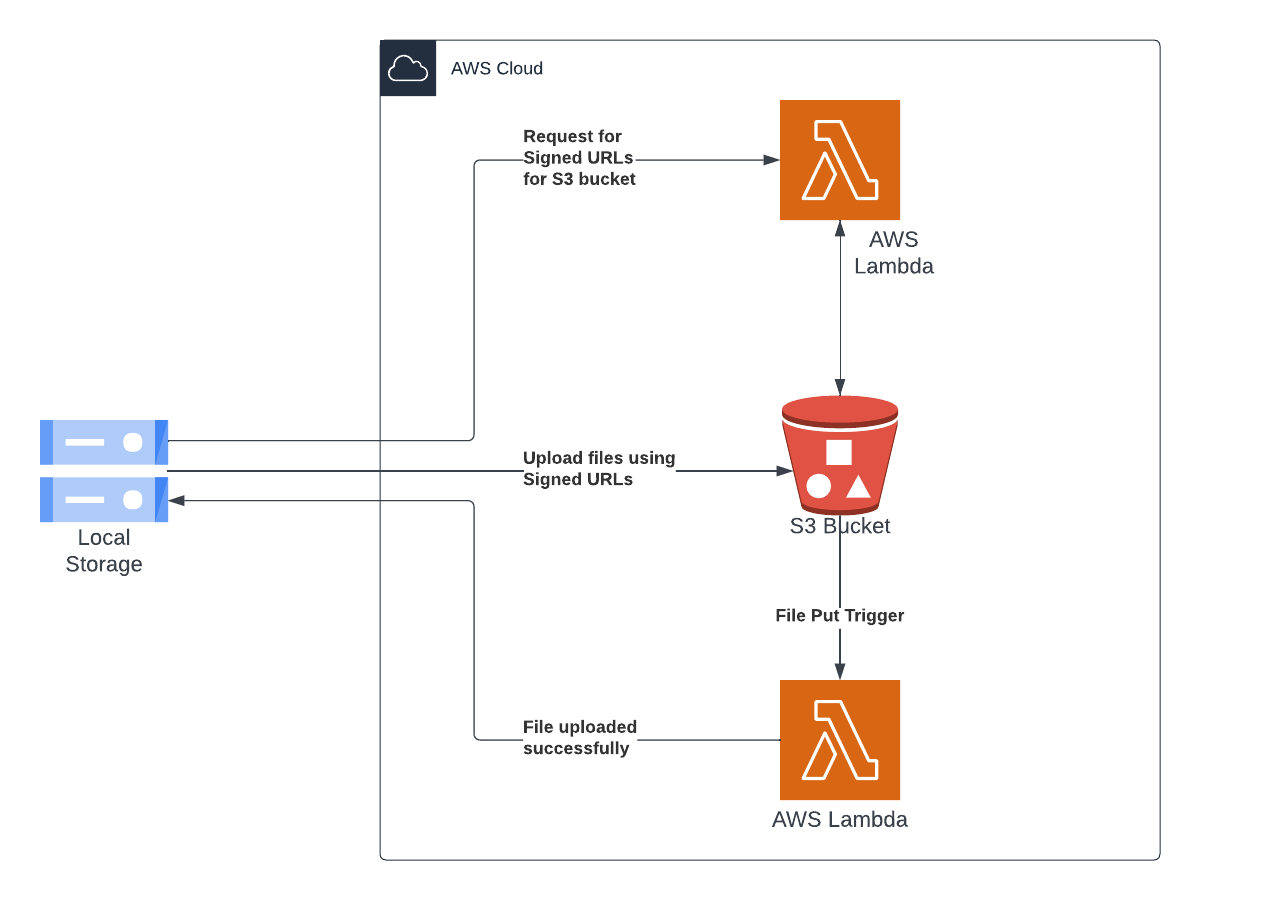 AWS Cloud
Request for
Signed URLs
for S3 bucket
AWS
Lambda
Upload files using
Signed URLs
S3 Bucket
Local
Storage
File Put Trigger
File uploaded
successfully
AWS Lambda